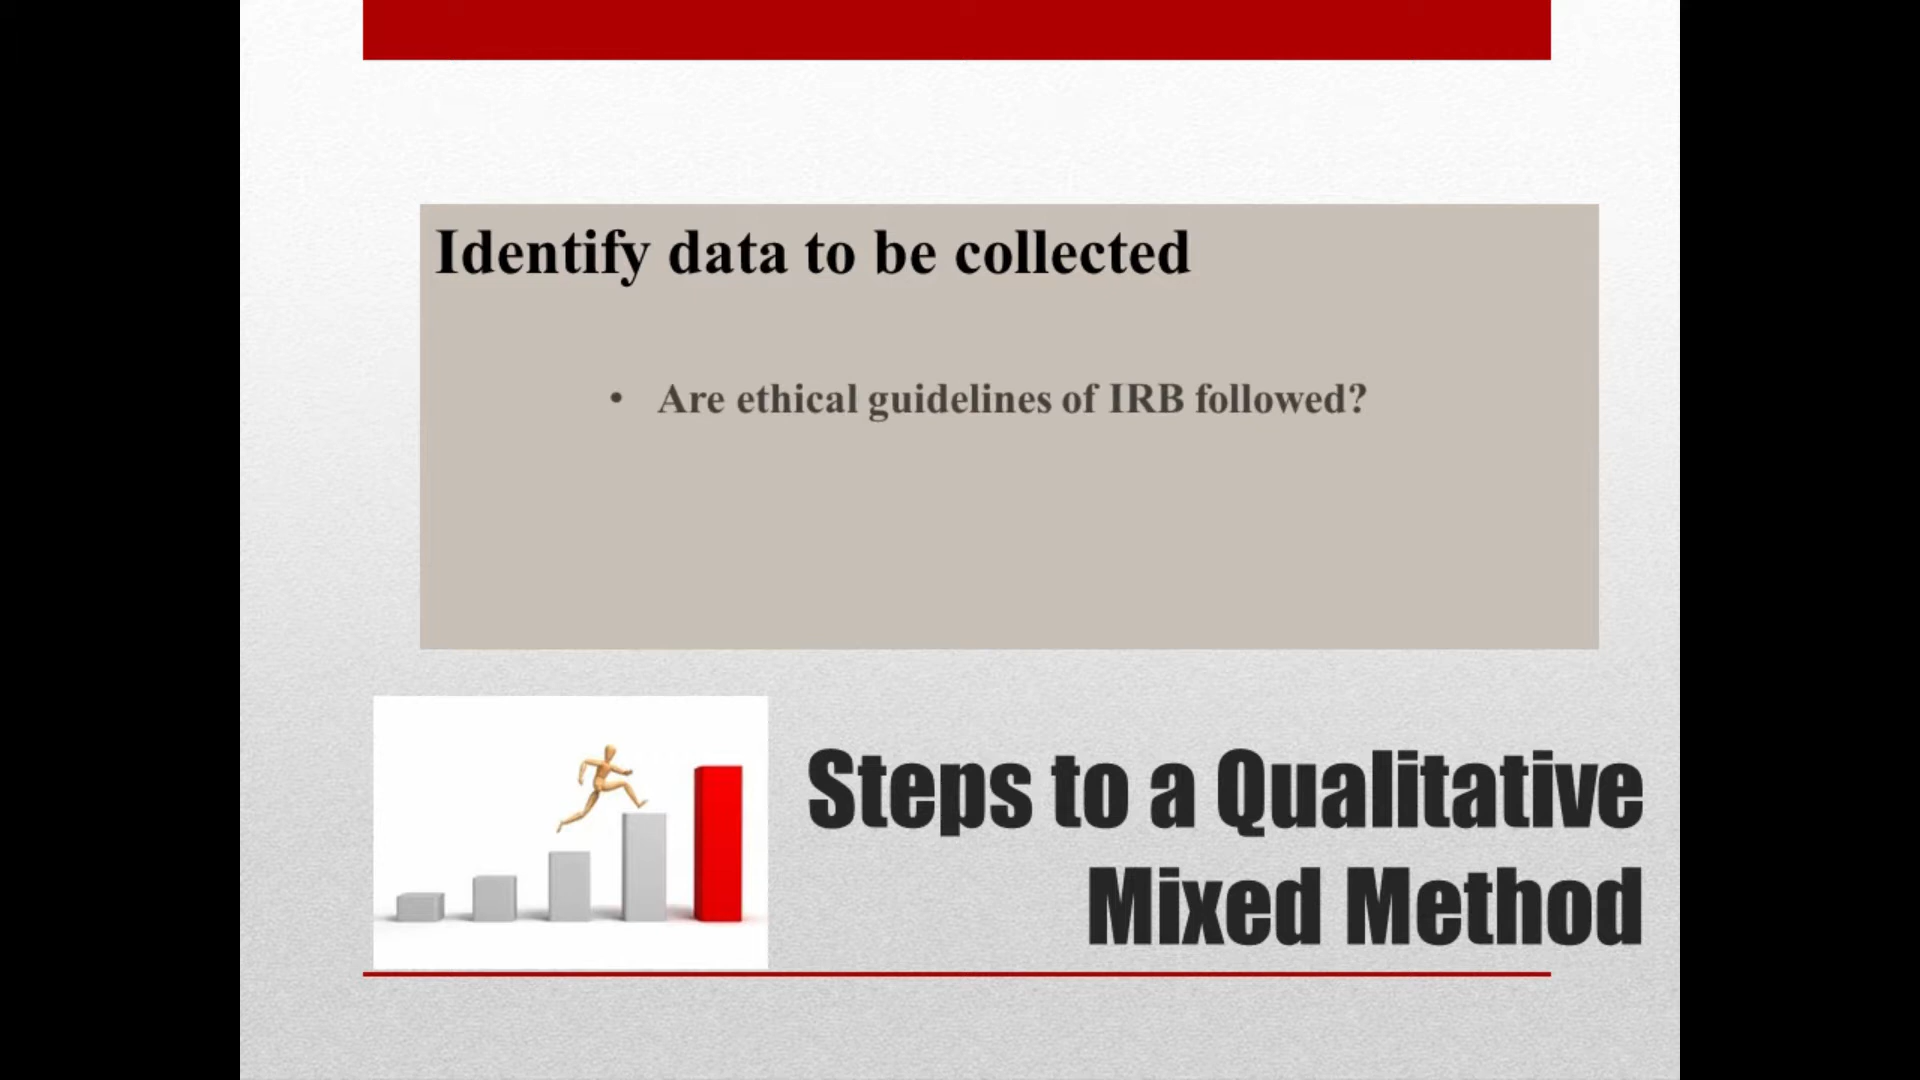 Identify data to be collected
• Are ethical guidelines of IRB followed?
Steps to a Qualitative
Mixed Method